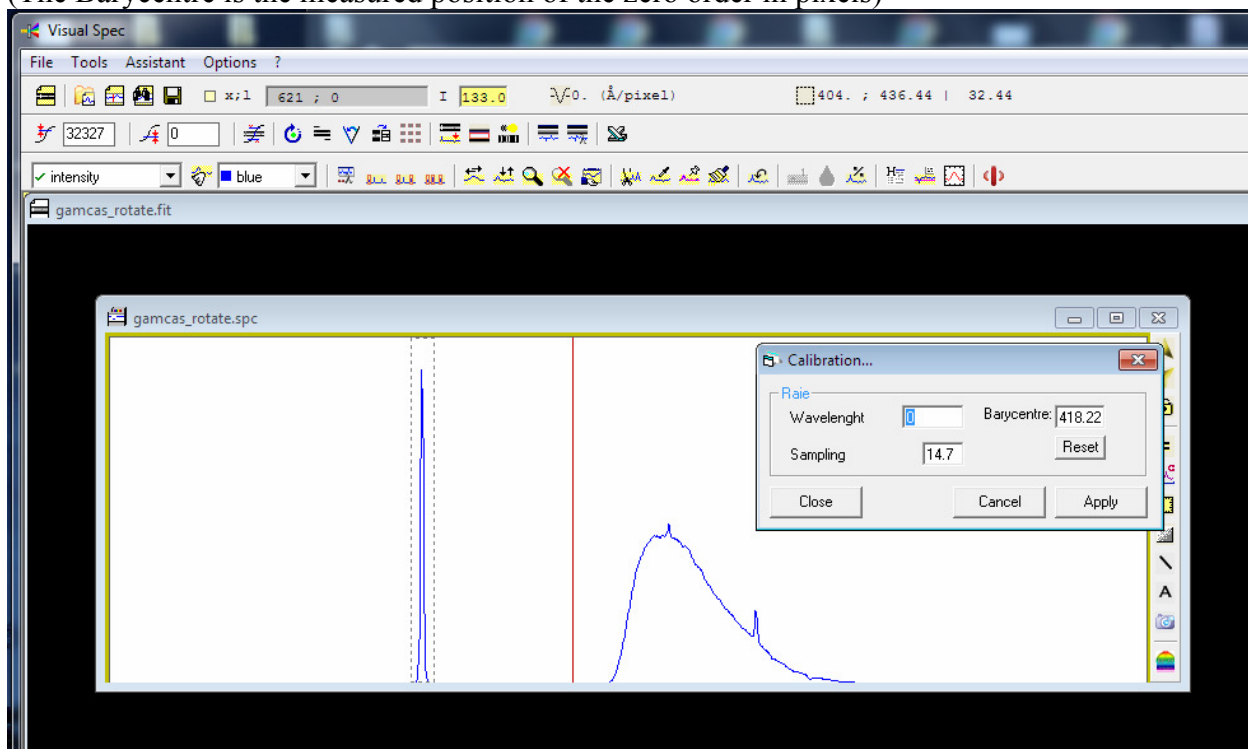 (The Barycentre is the measured position of the zero order in pixels)
Visual Spec
File Tools Assistant Options ?
x;1 621 ; 0 I 133.0 0. (Å/pixel) 404. ; 436.44 | 32.44
32327 0
intensity blue
gamcas_rotate.fit
gamcas_rotate.spc
Calibration...
Raie
Wavelenght 0 Barycentre: 418.22
Sampling 14.7 Reset
Close Cancel Apply
A